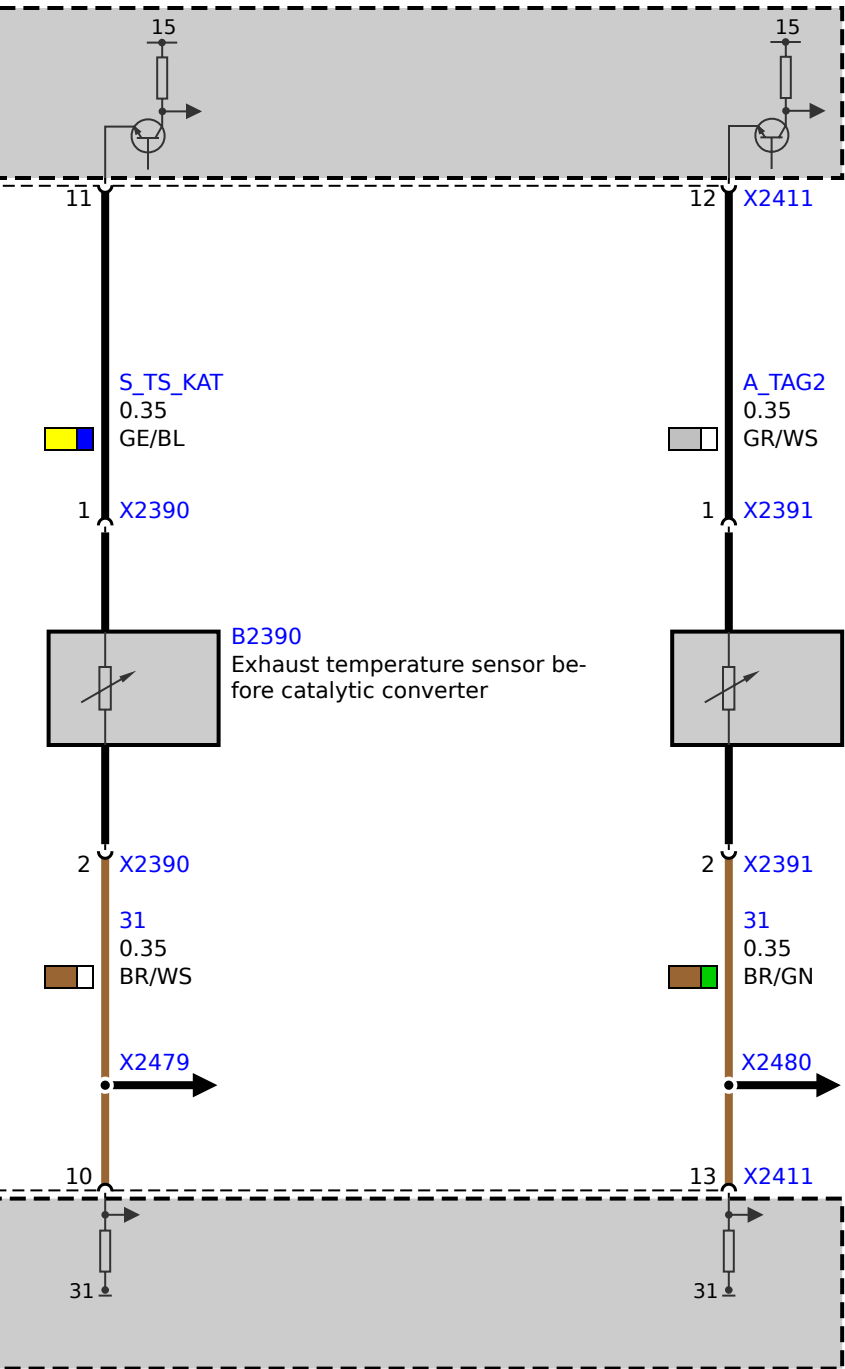 15 15
11 12 X2411
S_TS_KAT A_TAG2
0.35 0.35
GE/BL GR/WS
1 X2390 1 X2391
B2390
Exhaust temperature sensor be-
fore catalytic converter
2 X2390 2 X2391
31 31
0.35 0.35
BR/WS BR/GN
X2479 X2480
10 13 X2411
31 31